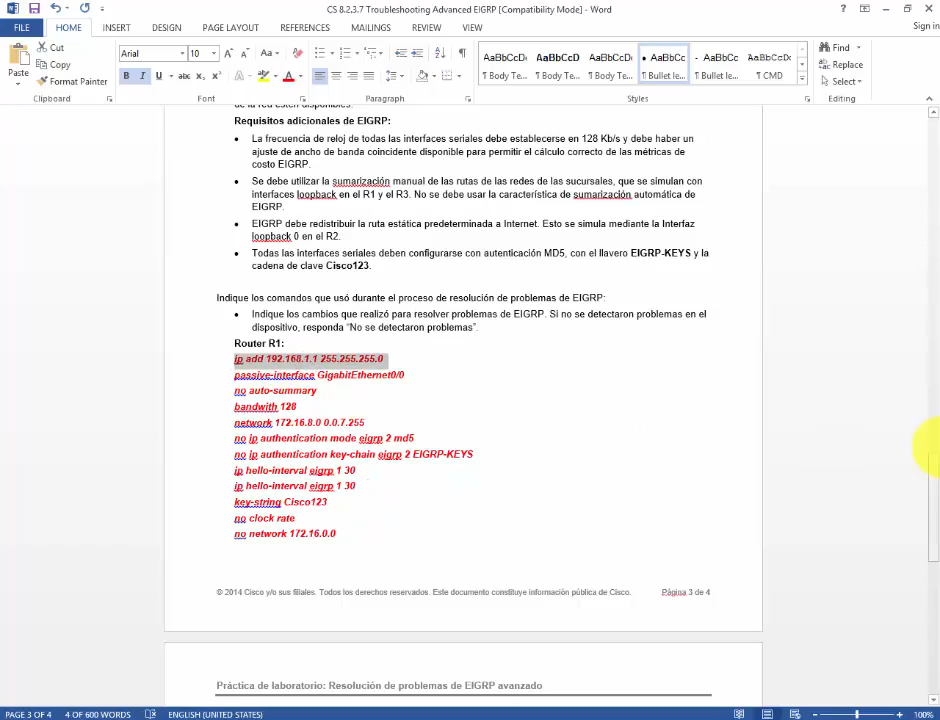 CS 8.2.3.7 Troubleshooting Advanced EIGRP [Compatibility Mode] - Word
FILE HOME INSERT DESIGN PAGE LAYOUT REFERENCES MAILINGS REVIEW VIEW Sign in
Paste
Cut
Copy
Format Painter
Clipboard
Arial 10
Font
Paragraph
AaBbCcDc AaBbCcD AaBbCcDc AaBbCc AaBbCc AaBbCcDc
¶ Body Te... ¶ Body Te... ¶ Body Te... ¶ Bullet le... ¶ Bullet le... ¶ CMD
Styles
Find
Replace
Select
Editing
de la red estén disponibles.
Requisitos adicionales de EIGRP:
• La frecuencia de reloj de todas las interfaces seriales debe establecerse en 128 Kb/s y debe haber un
ajuste de ancho de banda coincidente disponible para permitir el cálculo correcto de las métricas de
costo EIGRP.
• Se debe utilizar la sumarización manual de las rutas de las redes de las sucursales, que se simulan con
interfaces loopback en el R1 y el R3. No se debe usar la característica de sumarización automática de
EIGRP.
• EIGRP debe redistribuir la ruta estática predeterminada a Internet. Esto se simula mediante la Interfaz
loopback 0 en el R2.
• Todas las interfaces seriales deben configurarse con autenticación MD5, con el llavero EIGRP-KEYS y la
cadena de clave Cisco123.
Indique los comandos que usó durante el proceso de resolución de problemas de EIGRP:
• Indique los cambios que realizó para resolver problemas de EIGRP. Si no se detectaron problemas en el
dispositivo, responda “No se detectaron problemas”.
Router R1:
ip add 192.168.1.1 255.255.255.0
passive-interface GigabitEthernet0/0
no auto-summary
bandwith 128
network 172.16.8.0 0.0.7.255
no ip authentication mode eigrp 2 md5
no ip authentication key-chain eigrp 2 EIGRP-KEYS
ip hello-interval eigrp 1 30
ip hello-interval eigrp 1 30
key-string Cisco123
no clock rate
no network 172.16.0.0
© 2014 Cisco y/o sus filiales. Todos los derechos reservados. Este documento constituye información pública de Cisco. Página 3 de 4
Práctica de laboratorio: Resolución de problemas de EIGRP avanzado
PAGE 3 OF 4 4 OF 600 WORDS ENGLISH (UNITED STATES) 100%